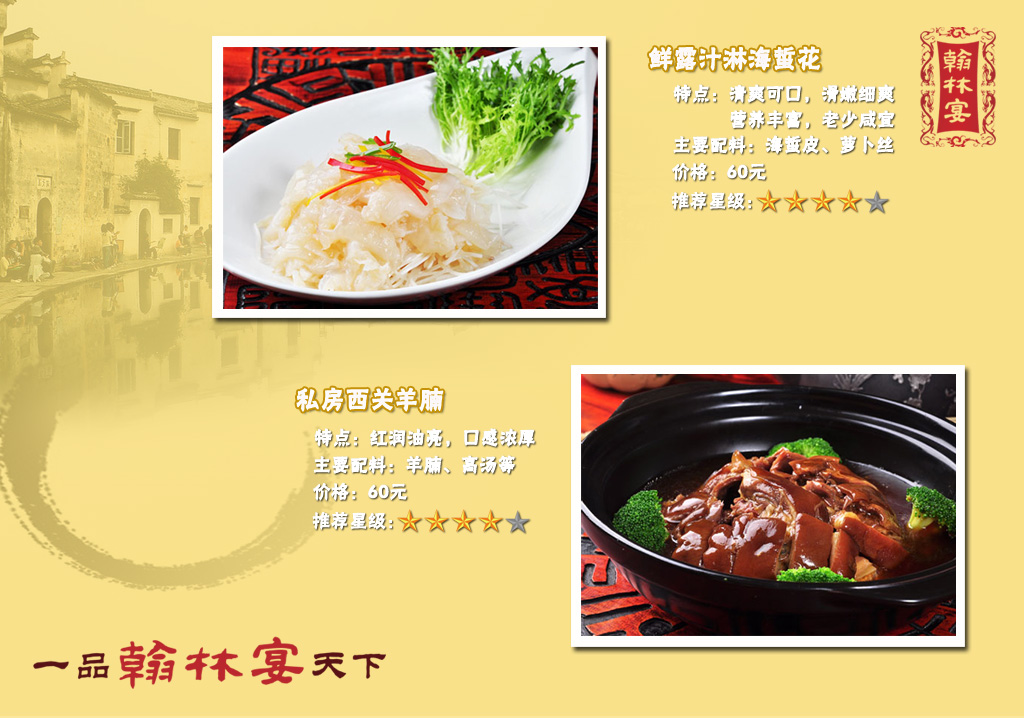 鲜露汁淋海蜇花
特点：清爽可口，滑嫩细爽
营养丰富，老少咸宜
主要配料：海蜇皮、萝卜丝
价格：60元
推荐星级：
翰林宴
私房西关羊腩
特点：红润油亮，口感浓厚
主要配料：羊腩、高汤等
价格：60元
推荐星级：
一品翰林宴天下